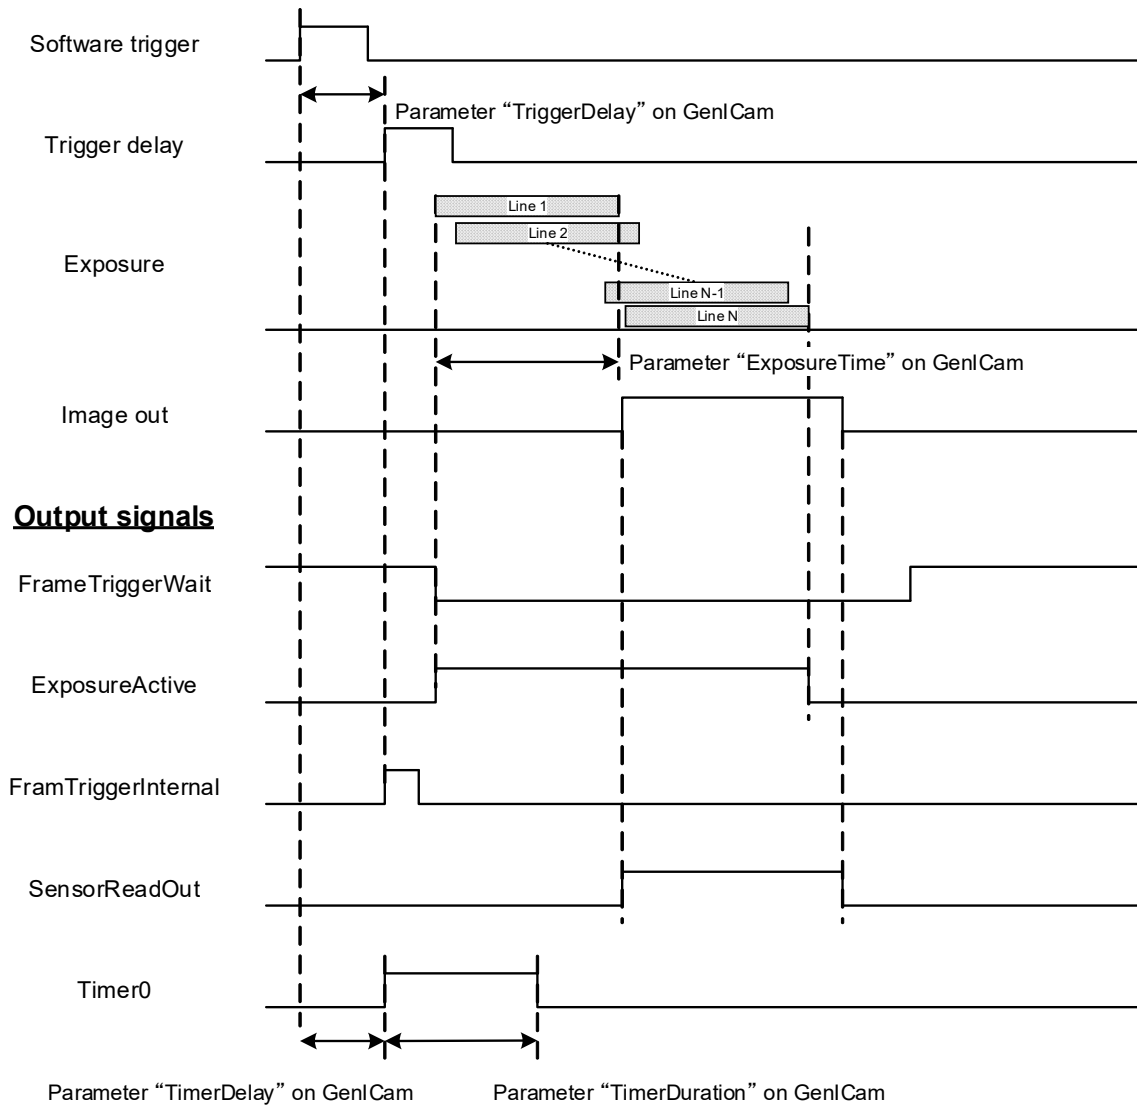 Software trigger
Parameter “TriggerDelay” on GenICam
Trigger delay
Line 1
Line 2
Exposure
Line N-1
Line N
Parameter “ExposureTime” on GenICam
Image out
Output signals
FrameTriggerWait
ExposureActive
FramTriggerInternal
SensorReadOut
Timer0
Parameter “TimerDelay” on GenICam
Parameter “TimerDuration” on GenICam